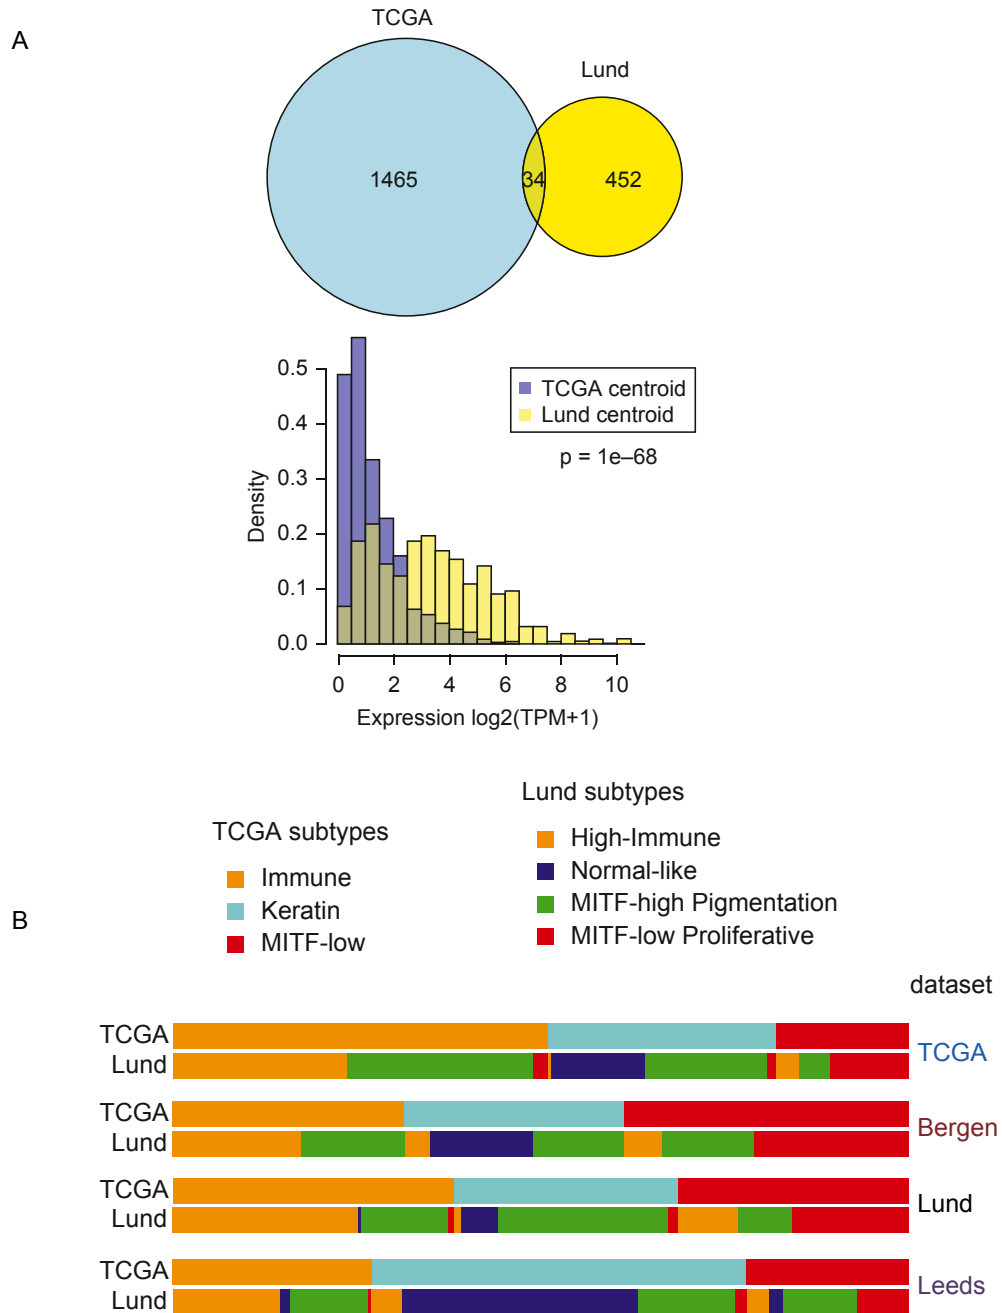 A
TCGA
Lund
1465
34
452
0.5
0.4
0.3
0.2
0.1
0.0
Density
TCGA centroid
Lund centroid
p = 1e–68
0 2 4 6 8 10
Expression log2(TPM+1)
B
TCGA subtypes
Immune
Keratin
MITF-low
Lund subtypes
High-Immune
Normal-like
MITF-high Pigmentation
MITF-low Proliferative
dataset
TCGA
Lund
TCGA
TCGA
Lund
Bergen
TCGA
Lund
Lund
TCGA
Lund
Leeds